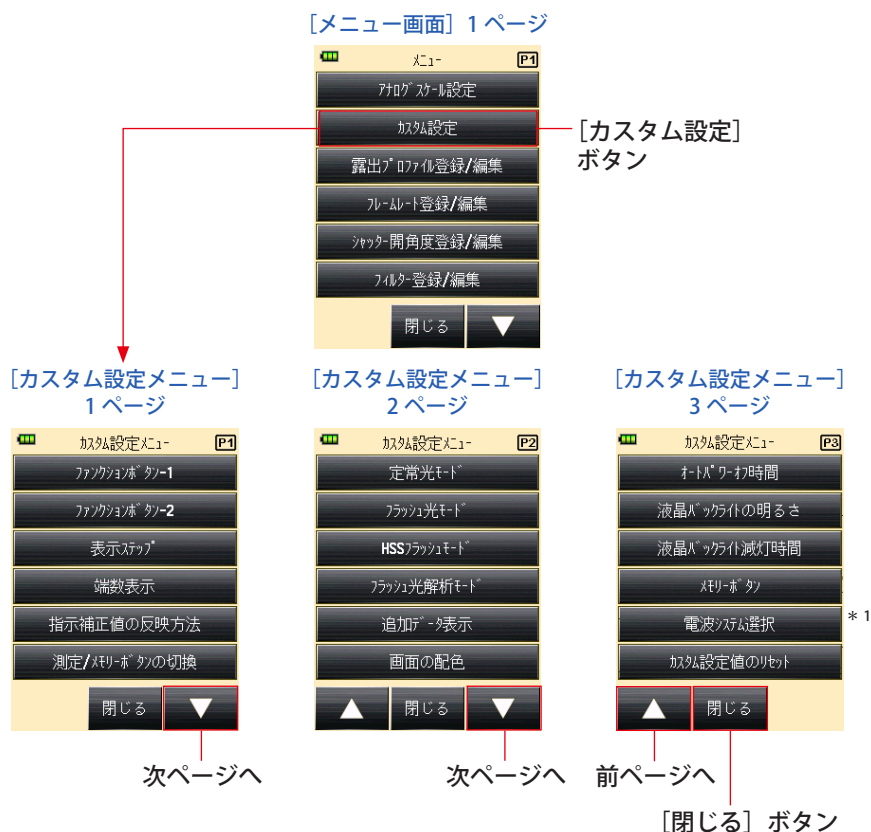 ［メニュー画面］1 ページ
ﾒﾆｭｰ P1
ｱﾅﾛｸﾞｽｹｰﾙ設定
ｶｽﾀﾑ設定
［カスタム設定］
ボタン
露出ﾌﾟﾛﾌｧｲﾙ登録/編集
ﾌﾚｰﾑﾚｰﾄ登録/編集
ｼｬｯﾀｰ開角度登録/編集
ﾌｨﾙﾀｰ登録/編集
閉じる ▽
［カスタム設定メニュー］
1 ページ
ｶｽﾀﾑ設定ﾒﾆｭｰ P1
ﾌｧﾝｸｼｮﾝﾎﾞﾀﾝ-1
ﾌｧﾝｸｼｮﾝﾎﾞﾀﾝ-2
表示ｽﾃｯﾌﾟ
端数表示
指示補正値の反映方法
測定/ﾒﾓﾘｰﾎﾞﾀﾝの切換
閉じる ▽
次ページへ
［カスタム設定メニュー］
2 ページ
ｶｽﾀﾑ設定ﾒﾆｭｰ P2
定常光ﾓｰﾄﾞ
ﾌﾗｯｼｭ光ﾓｰﾄﾞ
HSSﾌﾗｯｼｭﾓｰﾄﾞ
ﾌﾗｯｼｭ光解析ﾓｰﾄﾞ
追加ﾃﾞｰﾀ表示
画面の配色
△ 閉じる ▽
次ページへ
［カスタム設定メニュー］
3 ページ
ｶｽﾀﾑ設定ﾒﾆｭｰ P3
ｵｰﾄﾊﾟﾜｰｵﾌ時間
液晶ﾊﾞｯｸﾗｲﾄの明るさ
液晶ﾊﾞｯｸﾗｲﾄ減灯時間
ﾒﾓﾘｰﾎﾞﾀﾝ
電波ｼｽﾃﾑ選択
＊1
ｶｽﾀﾑ設定値のﾘｾｯﾄ
△ 閉じる
前ページへ
［閉じる］ボタン